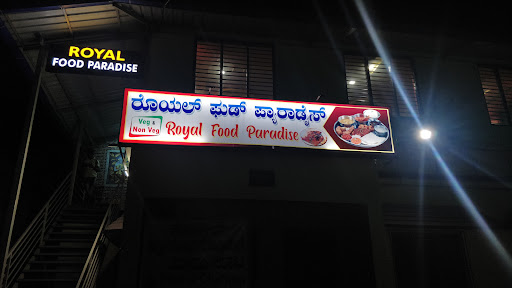 ROYAL
FOOD PARADISE
ರೊಯಲ್ ಫುಡ್ ಪ್ಯಾರಾಡೈಸ್
Veg &
Non Veg
Royal Food Paradise